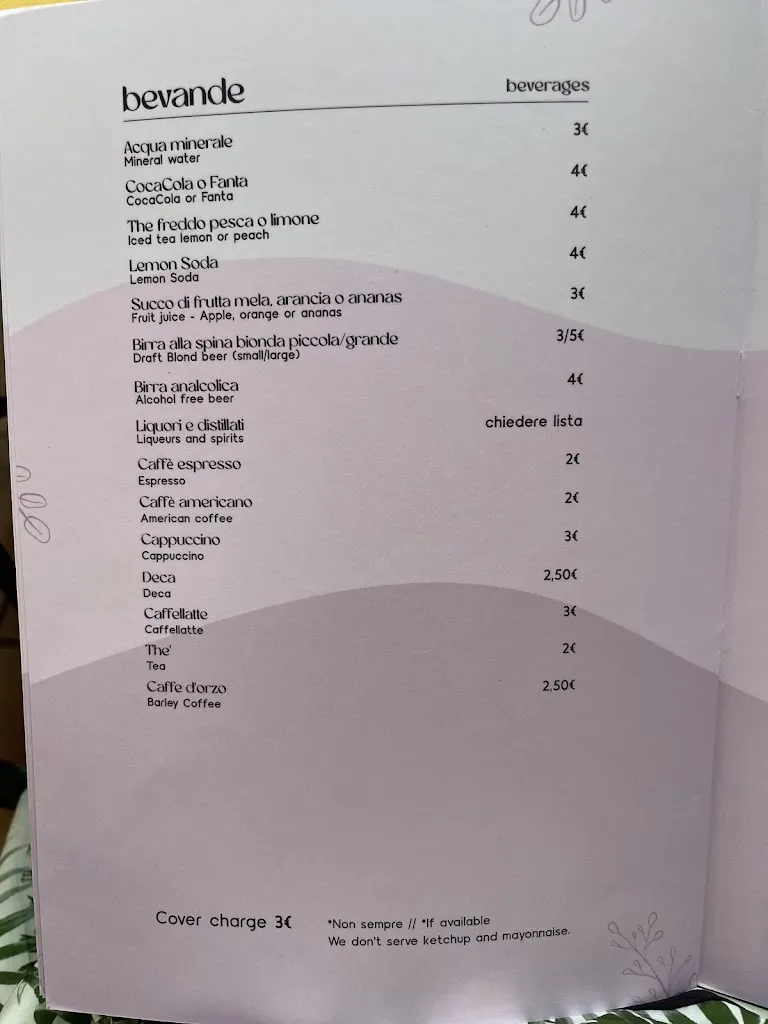 bevande beverages
Acqua minerale 3€
Mineral water
CocaCola o Fanta 4€
CocaCola or Fanta
The freddo pesca o limone 4€
Iced tea lemon or peach
Lemon Soda 4€
Lemon Soda
Succo di frutta mela, arancia o ananas 3€
Fruit juice - Apple, orange or ananas
Birra alla spina bionda piccola/grande 3/5€
Draft Blond beer (small/large)
Birra analcolica 4€
Alcohol free beer
Liquori e distillati chiedere lista
Liqueurs and spirits
Caffè espresso 2€
Espresso
Caffè americano 2€
American coffee
Cappuccino 3€
Cappuccino
Deca 2,50€
Deca
Caffellatte 3€
Caffellatte
The' 2€
Tea
Caffe d'orzo 2,50€
Barley Coffee
Cover charge 3€
*Non sempre // *If available
We don't serve ketchup and mayonnaise.